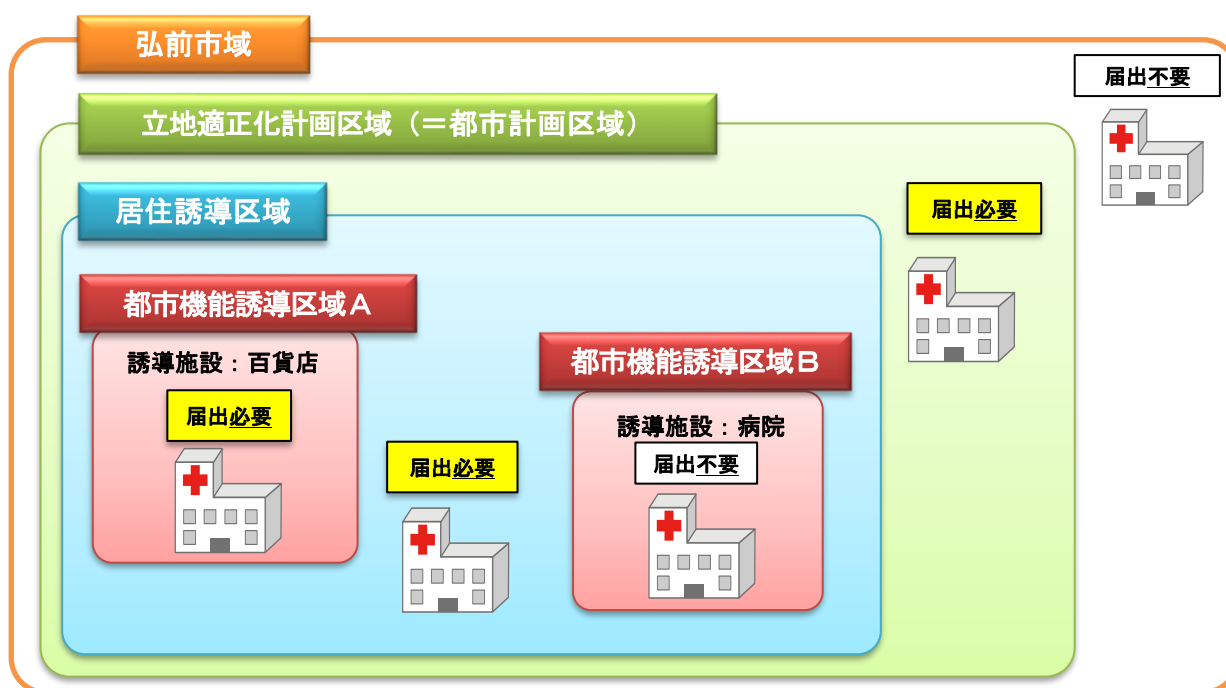 弘前市域
届出不要
立地適正化計画区域（＝都市計画区域）
居住誘導区域
届出必要
都市機能誘導区域Ａ
誘導施設：百貨店
届出必要
届出必要
都市機能誘導区域Ｂ
誘導施設：病院
届出不要